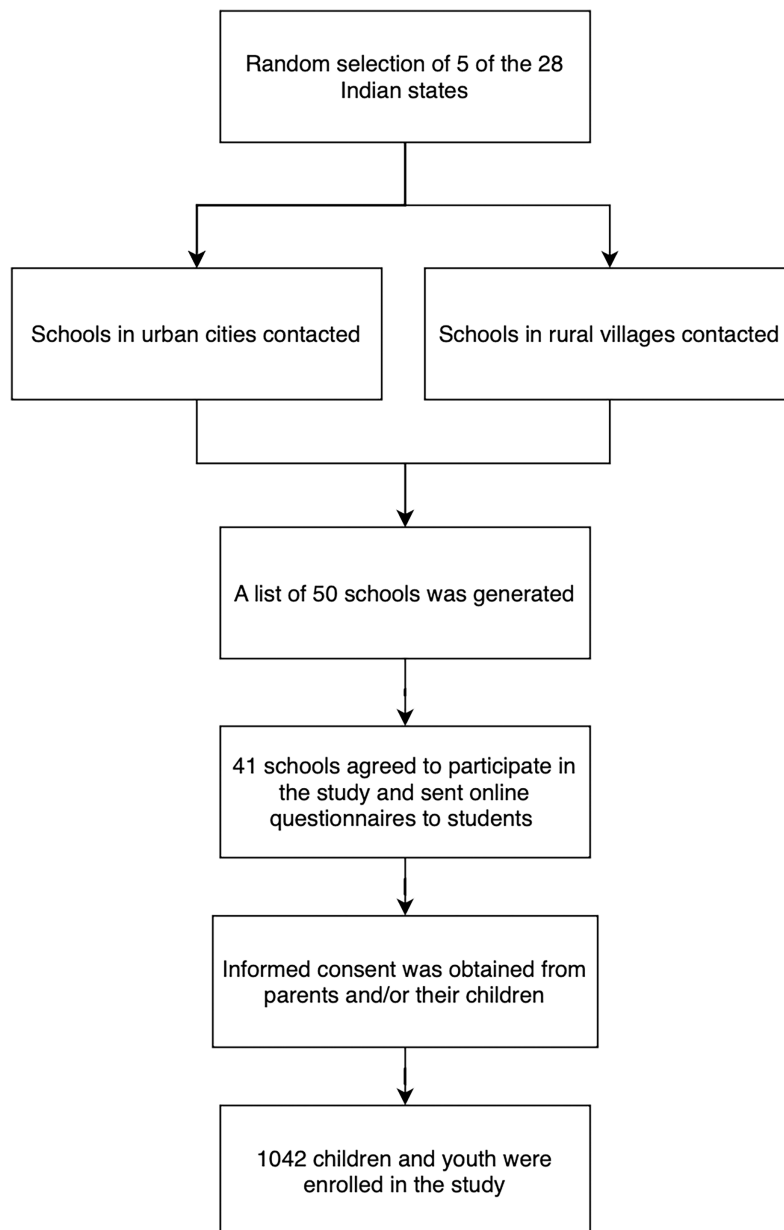 Random selection of 5 of the 28
Indian states
Schools in urban cities contacted
Schools in rural villages contacted
A list of 50 schools was generated
41 schools agreed to participate in
the study and sent online
questionnaires to students
Informed consent was obtained from
parents and/or their children
1042 children and youth were
enrolled in the study